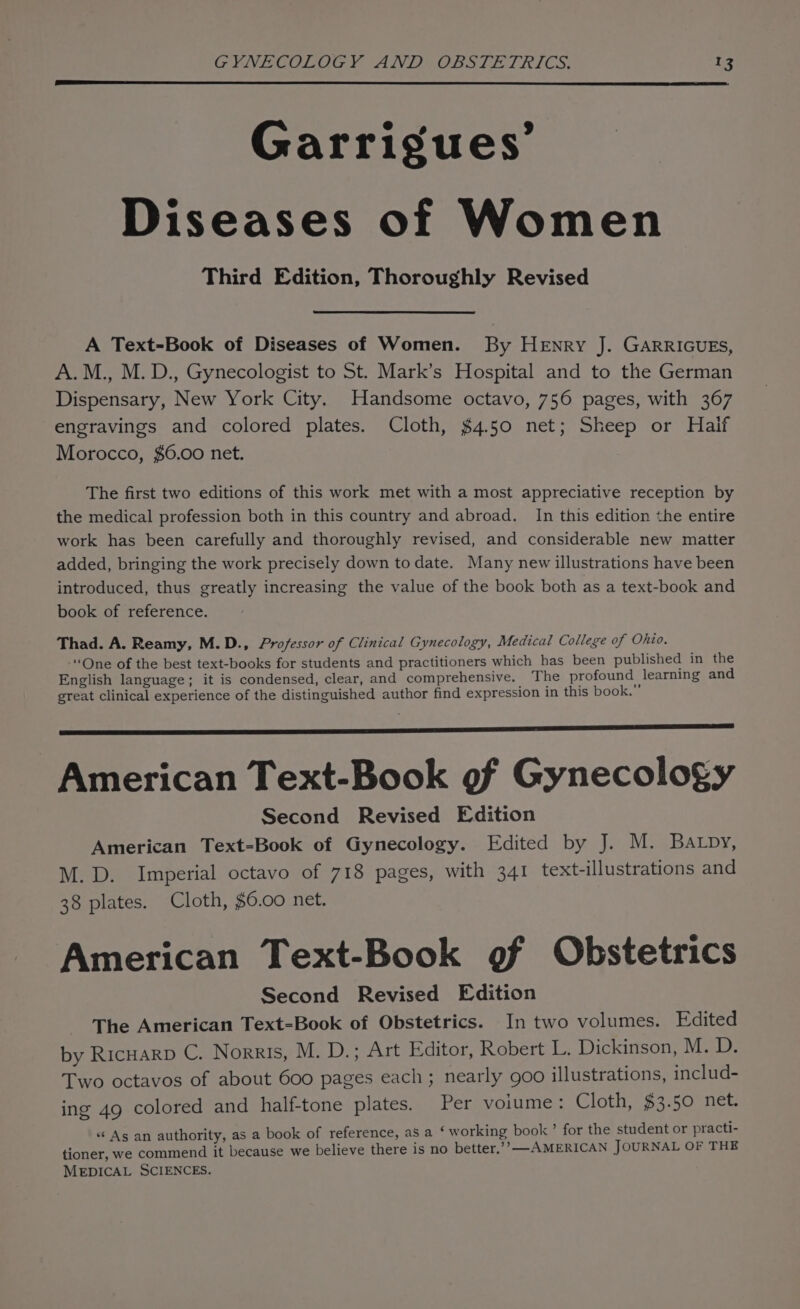 GYNECOLOGY AND OBSTETRICS. 13
Garrigues’
Diseases of Women
Third Edition, Thoroughly Revised
A Text-Book of Diseases of Women. By HENRY J. GARRIGUES,
A. M., M. D., Gynecologist to St. Mark’s Hospital and to the German
Dispensary, New York City. Handsome octavo, 756 pages, with 367
engravings and colored plates. Cloth, $4.50 net; Sheep or Half
Morocco, $6.00 net.
The first two editions of this work met with a most appreciative reception by
the medical profession both in this country and abroad. In this edition the entire
work has been carefully and thoroughly revised, and considerable new matter
added, bringing the work precisely down to date. Many new illustrations have been
introduced, thus greatly increasing the value of the book both as a text-book and
book of reference.
Thad. A. Reamy, M. D., Professor of Clinical Gynecology, Medical College of Ohio.
“One of the best text-books for students and practitioners which has been published in the
English language; it is condensed, clear, and comprehensive. The profound learning and
great clinical experience of the distinguished author find expression in this book.”
American Text-Book of Gynecology
Second Revised Edition
American Text-Book of Gynecology. Edited by J. M. BALDY,
M. D. Imperial octavo of 718 pages, with 341 text-illustrations and
38 plates. Cloth, $6.00 net.
American Text-Book of Obstetrics
Second Revised Edition
The American Text-Book of Obstetrics. In two volumes. Edited
by RICHARD C. NORRIS, M. D.; Art Editor, Robert L. Dickinson, M. D.
Two octavos of about 600 pages each; nearly 900 illustrations, includ-
ing 49 colored and half-tone plates. Per volume: Cloth, $3.50 net.
“As an authority, as a book of reference, as a ‘working book’ for the student or practi-
tioner, we commend it because we believe there is no better.”—AMERICAN JOURNAL OF THE
MEDICAL SCIENCES.